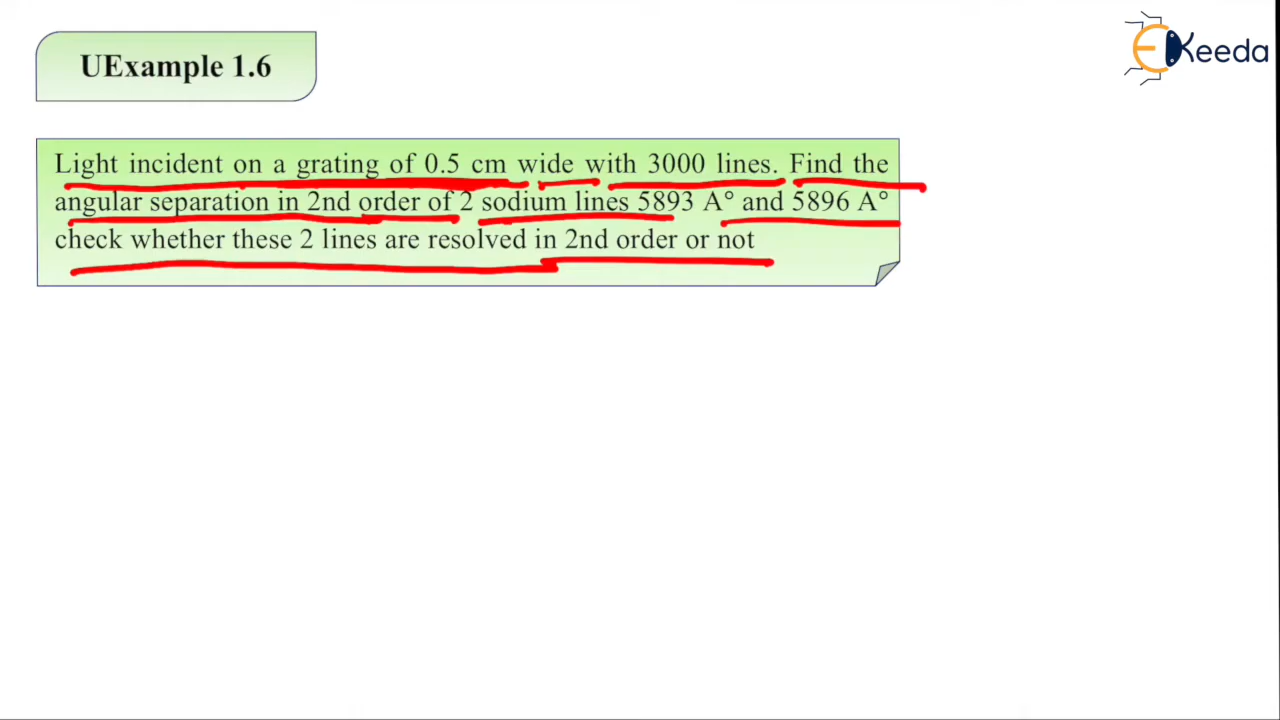 UExample 1.6
EKeeda
Light incident on a grating of 0.5 cm wide with 3000 lines. Find the
angular separation in 2nd order of 2 sodium lines 5893 A° and 5896 A°
check whether these 2 lines are resolved in 2nd order or not